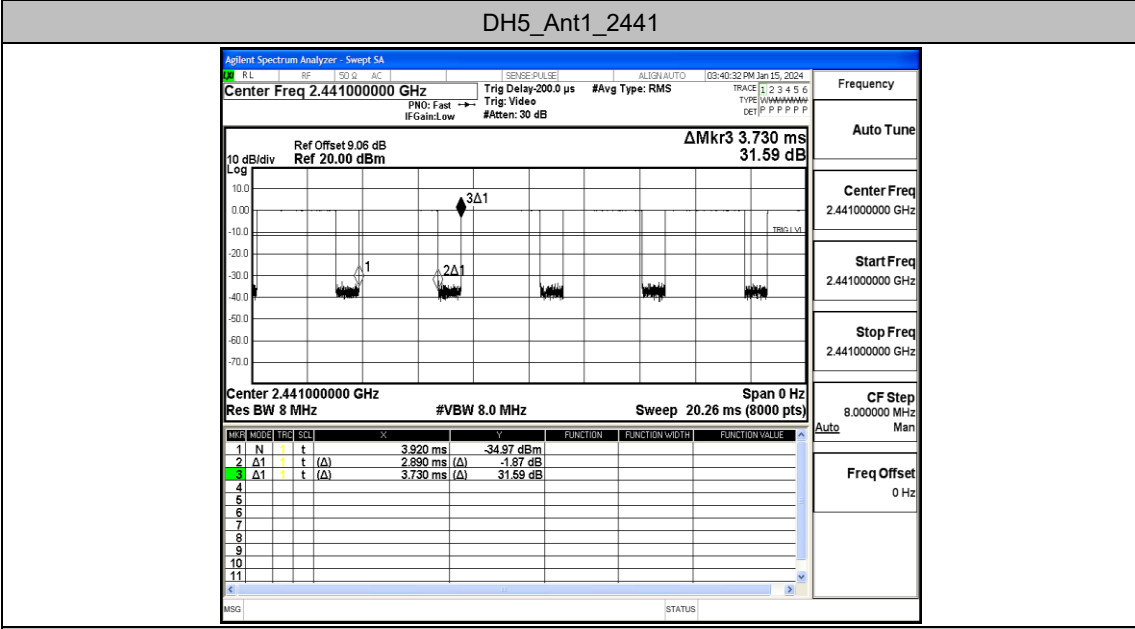 DH5_Ant1_2441
Agilent Spectrum Analyzer - Swept SA
RL RF 50 Ω AC SENSE:PULSE ALIGN AUTO 03:40:32 PM Jan 15, 2024
Center Freq 2.441000000 GHz
PNO: Fast
IFGain:Low
Trig Delay-200.0 µs
Trig: Video
#Atten: 30 dB
#Avg Type: RMS
TRACE 1 2 3 4 5 6
TYPE
DET P P P P P P
Ref Offset 9.06 dB
10 dB/div Ref 20.00 dBm
ΔMkr3 3.730 ms
31.59 dB
Log
10.0
0.00
-10.0
-20.0
-30.0
-40.0
-50.0
-60.0
-70.0
3Δ1
TRIG LVL
1
2Δ1
Center 2.441000000 GHz Span 0 Hz
Res BW 8 MHz #VBW 8.0 MHz Sweep 20.26 ms (8000 pts)
MKR MODE TRC SCL X Y FUNCTION FUNCTION WIDTH FUNCTION VALUE
1 N 1 t 3.920 ms -34.97 dBm
2 Δ1 1 t (Δ) 2.890 ms (Δ) -1.87 dB
3 Δ1 1 t (Δ) 3.730 ms (Δ) 31.59 dB
4
5
6
7
8
9
10
11
MSG STATUS
Frequency
Auto Tune
Center Freq
2.441000000 GHz
Start Freq
2.441000000 GHz
Stop Freq
2.441000000 GHz
CF Step
8.000000 MHz
Auto Man
Freq Offset
0 Hz